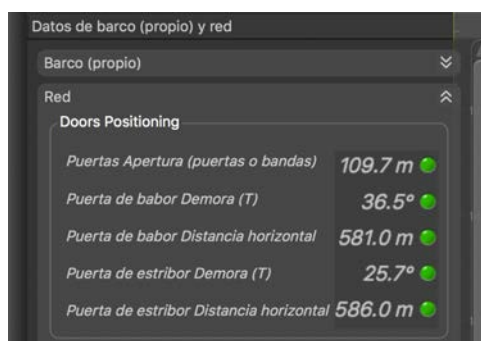 Datos de barco (propio) y red
Barco (propio)
Red
Doors Positioning
Puertas Apertura (puertas o bandas) 109.7 m
Puerta de babor Demora (T) 36.5°
Puerta de babor Distancia horizontal 581.0 m
Puerta de estribor Demora (T) 25.7°
Puerta de estribor Distancia horizontal 586.0 m